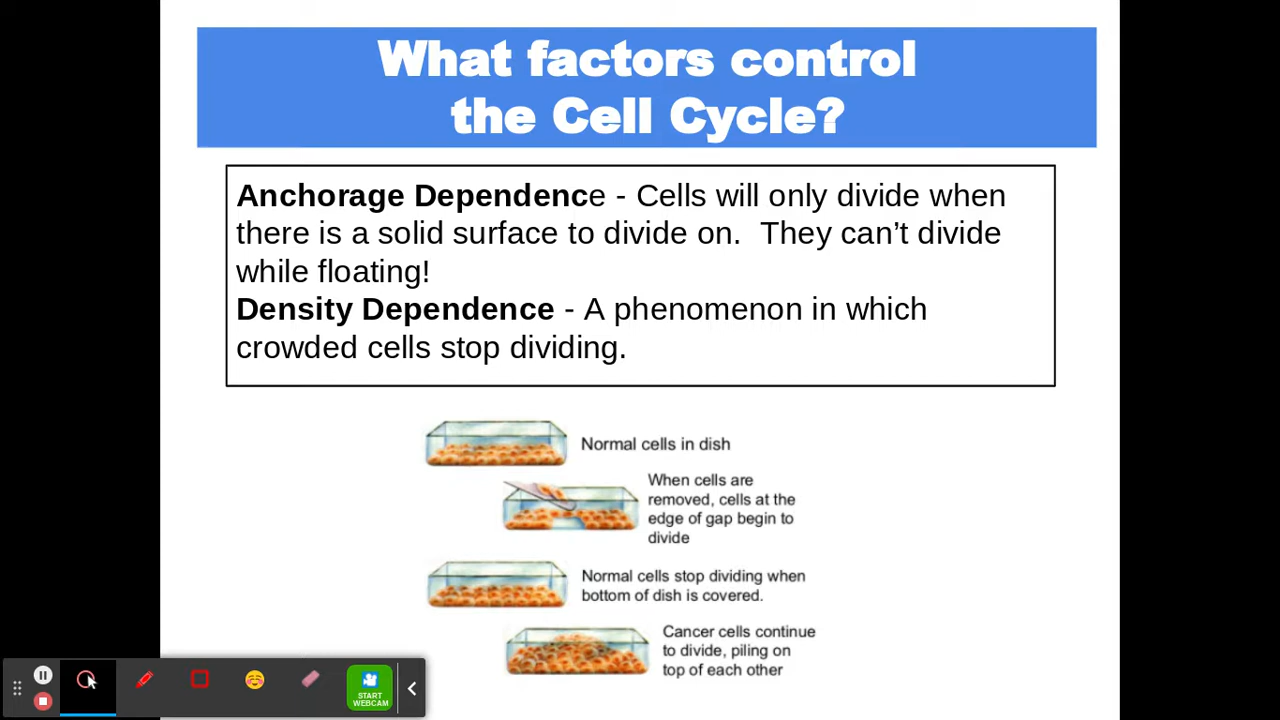 What factors control
the Cell Cycle?
Anchorage Dependence - Cells will only divide when
there is a solid surface to divide on.  They can’t divide
while floating!
Density Dependence - A phenomenon in which
crowded cells stop dividing.
Normal cells in dish
When cells are
removed, cells at the
edge of gap begin to
divide
Normal cells stop dividing when
bottom of dish is covered.
Cancer cells continue
to divide, piling on
top of each other
START
WEBCAM